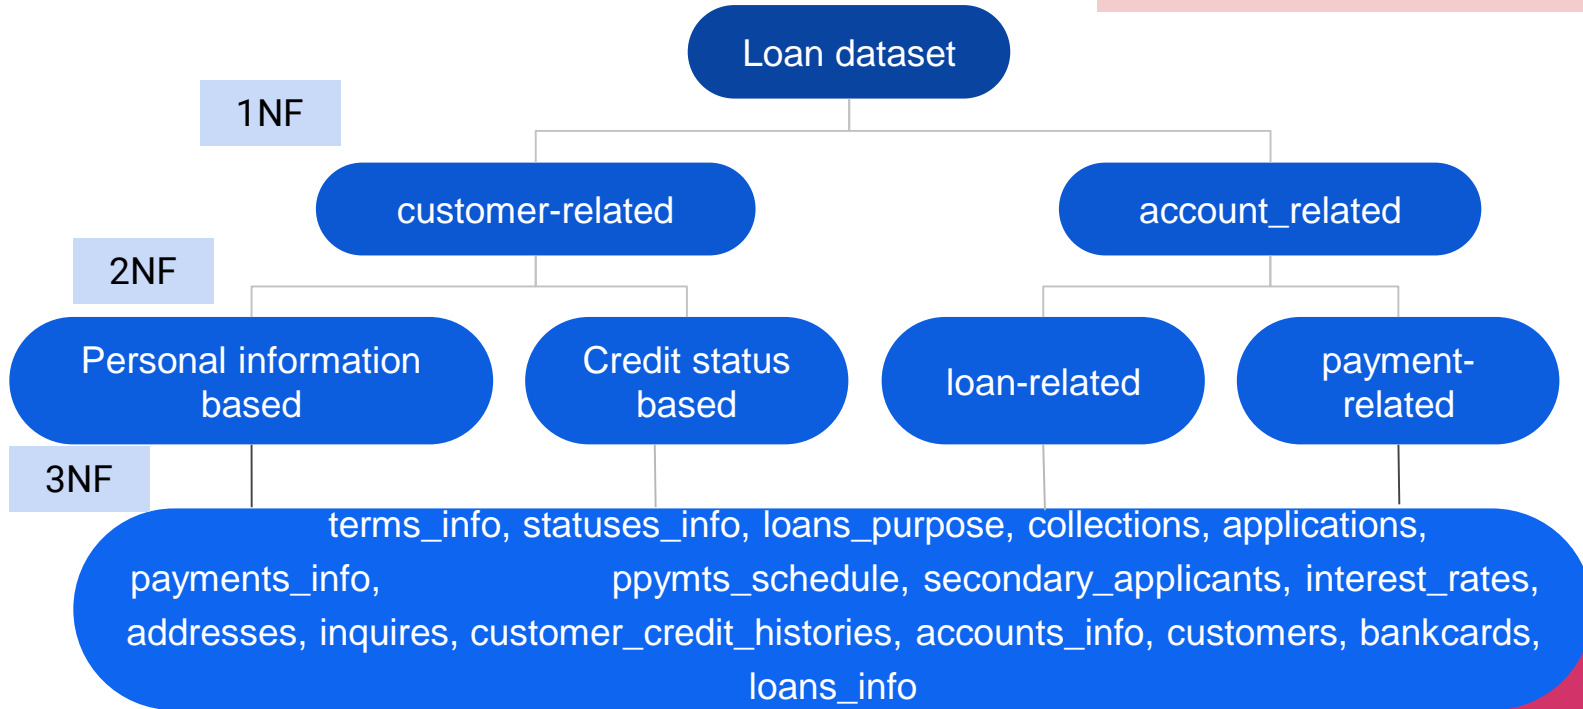 Loan dataset
1NF
customer-related
account_related
2NF
Personal information
based
Credit status
based
loan-related
payment-
related
3NF
terms_info, statuses_info, loans_purpose, collections, applications,
payments_info, ppymts_schedule, secondary_applicants, interest_rates,
addresses, inquires, customer_credit_histories, accounts_info, customers, bankcards,
loans_info